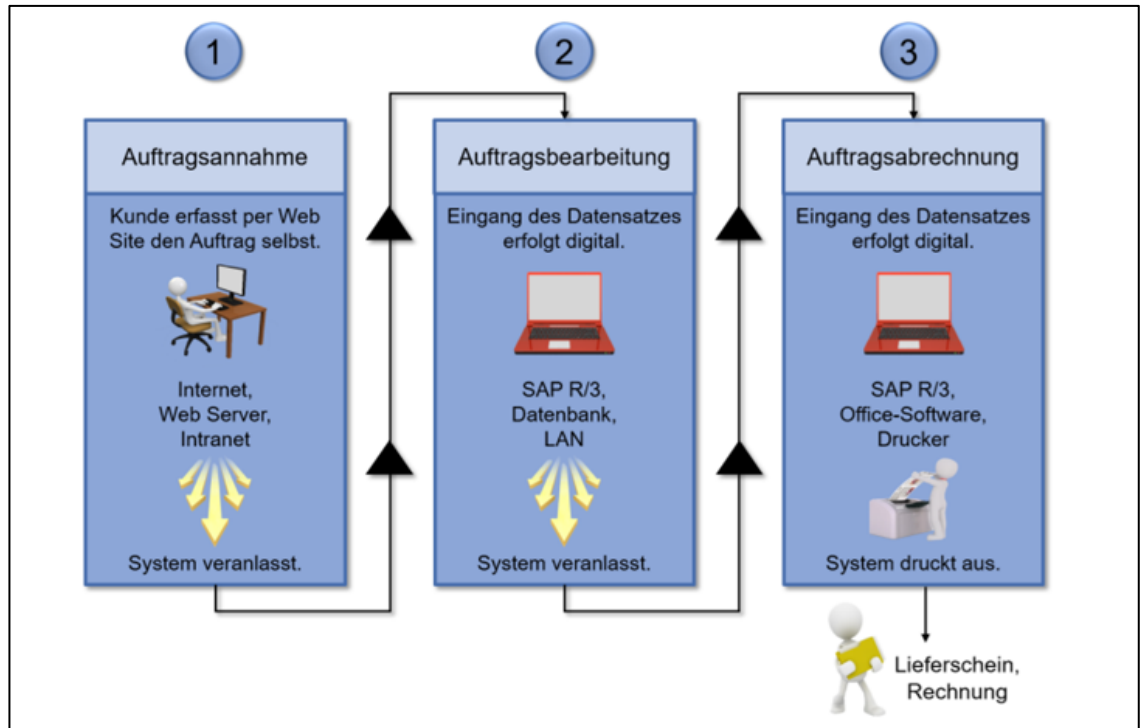 1
Auftragsannahme
Kunde erfasst per Web
Site den Auftrag selbst.
Internet,
Web Server,
Intranet
System veranlasst.
2
Auftragsbearbeitung
Eingang des Datensatzes
erfolgt digital.
SAP R/3,
Datenbank,
LAN
System veranlasst.
3
Auftragsabrechnung
Eingang des Datensatzes
erfolgt digital.
SAP R/3,
Office-Software,
Drucker
System druckt aus.
Lieferschein,
Rechnung